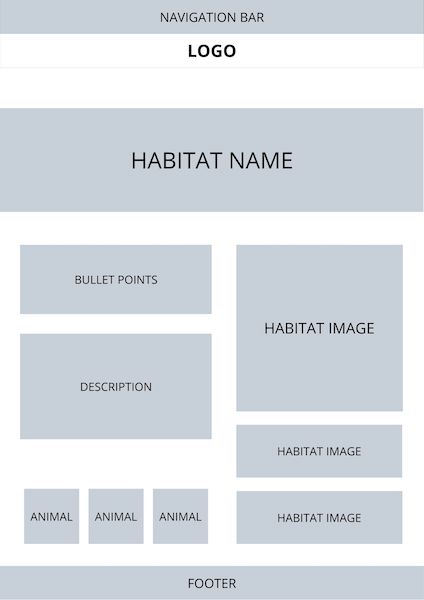 NAVIGATION BAR
LOGO
HABITAT NAME
BULLET POINTS
DESCRIPTION
ANIMAL
ANIMAL
ANIMAL
HABITAT IMAGE
HABITAT IMAGE
HABITAT IMAGE
FOOTER